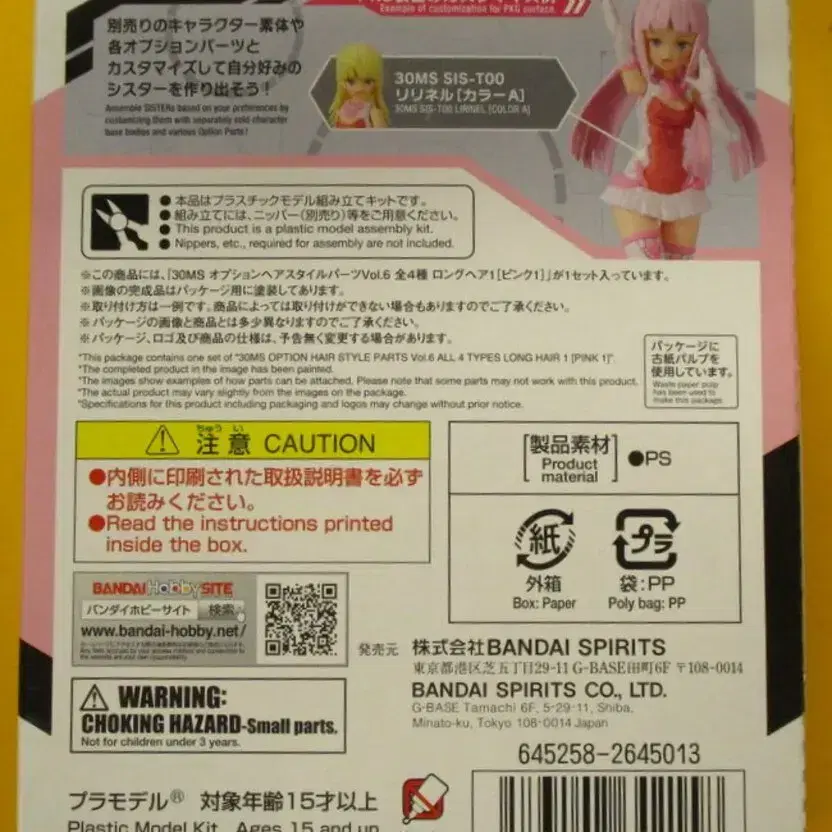 Example of customization for PKG surface.
別売りのキャラクター素体や
各オプションパーツと
カスタマイズして自分好みの
シスターを作り出そう！
Assemble SISTERs based on your preferences by
customizing them with separately sold character
base bodies and various Option Parts!
30MS SIS-T00
リリネル[カラーA]
30MS SIS-T00 LIRINEL [COLOR A]
●本品はプラスチックモデル組み立てキットです。
●組み立てには、ニッパー(別売り)等をご用意ください。
●This product is a plastic model assembly kit.
●Nippers, etc., required for assembly are not included.
※この商品には、「30MS オプションヘアスタイルパーツVol.6 全4種 ロングヘア1[ピンク1]」が1セット入っています。
※画像の完成品はパッケージ用に塗装してあります。
※取り付け方は一例です。商品によっては取り付けができない場合もありますのでご了承ください。
※パッケージの画像と商品とは多少異なりますのでご了承ください。
※パッケージ、ロゴ及び商品の仕様は、予告無く変更する場合があります。
*This package contains one set of "30MS OPTION HAIR STYLE PARTS Vol.6 ALL 4 TYPES LONG HAIR 1 [PINK 1]".
*The completed product in the image has been painted.
*The images show examples of how parts can be attached. Please note that some parts may not work with this product.
*The actual product may vary slightly from the images on the package.
*Specifications for this product including packaging and logos may change without prior notice.
パッケージに
古紙パルプを
使用しています。
Waste paper pulp
has been used to
make this package
ちゅう い
注意 CAUTION
●内側に印刷された取扱説明書を必ず
お読みください。
●Read the instructions printed
inside the box.
[製品素材] ●PS
Product
material
紙 プラ
外箱 袋:PP
Box: Paper Poly bag: PP
BANDAI HobbySITE
バンダイホビーサイト 検索
www.bandai-hobby.net/
発売元 株式会社BANDAI SPIRITS
東京都港区芝五丁目29-11 G-BASE田町6F 〒108-0014
BANDAI SPIRITS CO., LTD.
G-BASE Tamachi 6F, 5-29-11, Shiba,
Minato-ku, Tokyo 108-0014 Japan
WARNING:
CHOKING HAZARD-Small parts.
Not for children under 3 years.
645258-2645013
プラモデル® 対象年齢15才以上
Plastic Model Kit Ages 15 and up